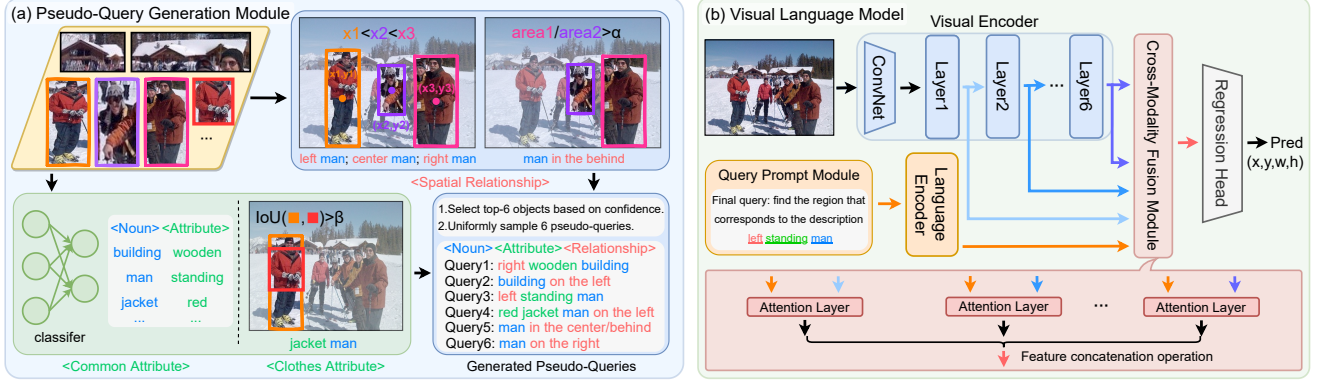 (a) Pseudo-Query Generation Module
x1<x2<x3
(x1,y1)
(x2,y2)
(x3,y3)
left man; center man; right man
area1/area2>α
man in the behind
...
<Spatial Relationship>
<Noun> <Attribute>
building wooden
man standing
jacket red
... ...
classifer
<Common Attribute>
IoU( , )>β
jacket man
<Clothes Attribute>
1.Select top-6 objects based on confidence.
2.Uniformly sample 6 pseudo-queries.
<Noun> <Attribute> <Relationship>
Query1: right wooden building
Query2: building on the left
Query3: left standing man
Query4: red jacket man on the left
Query5: man in the center/behind
Query6: man on the right
Generated Pseudo-Queries
(b) Visual Language Model
Visual Encoder
ConvNet
Layer1
Layer2
...
Layer6
Cross-Modality Fusion Module
Regression Head
Pred
(x,y,w,h)
Query Prompt Module
Final query: find the region that
corresponds to the description
left standing man
Language
Encoder
Attention Layer
Attention Layer
...
Attention Layer
Feature concatenation operation